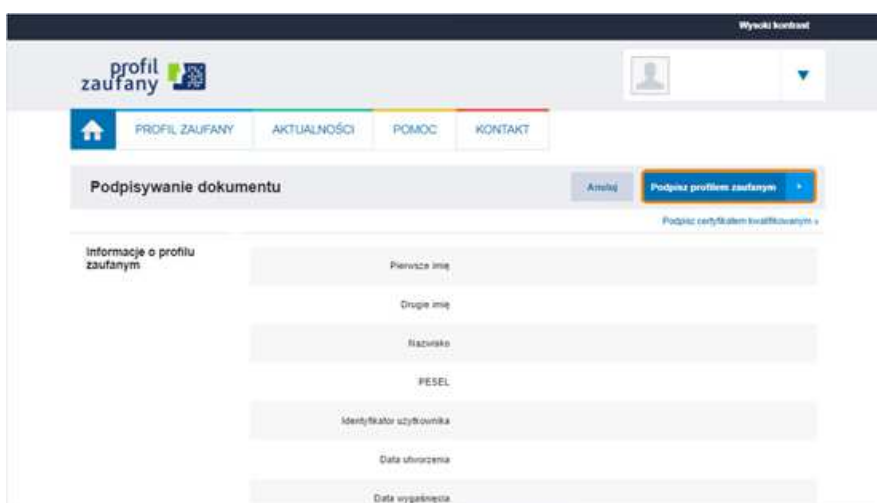 Wysoki kontrast
profil
zaufany
PROFIL ZAUFANY
AKTUALNOŚCI
POMOC
KONTAKT
Podpisywanie dokumentu
Anuluj
Podpisz profilem zaufanym
Podpisz certyfikatem kwalifikowanym »
Informacje o profilu
zaufanym
Pierwsze imię
Drugie imię
Nazwisko
PESEL
Identyfikator użytkownika
Data utworzenia
Data wygaśnięcia